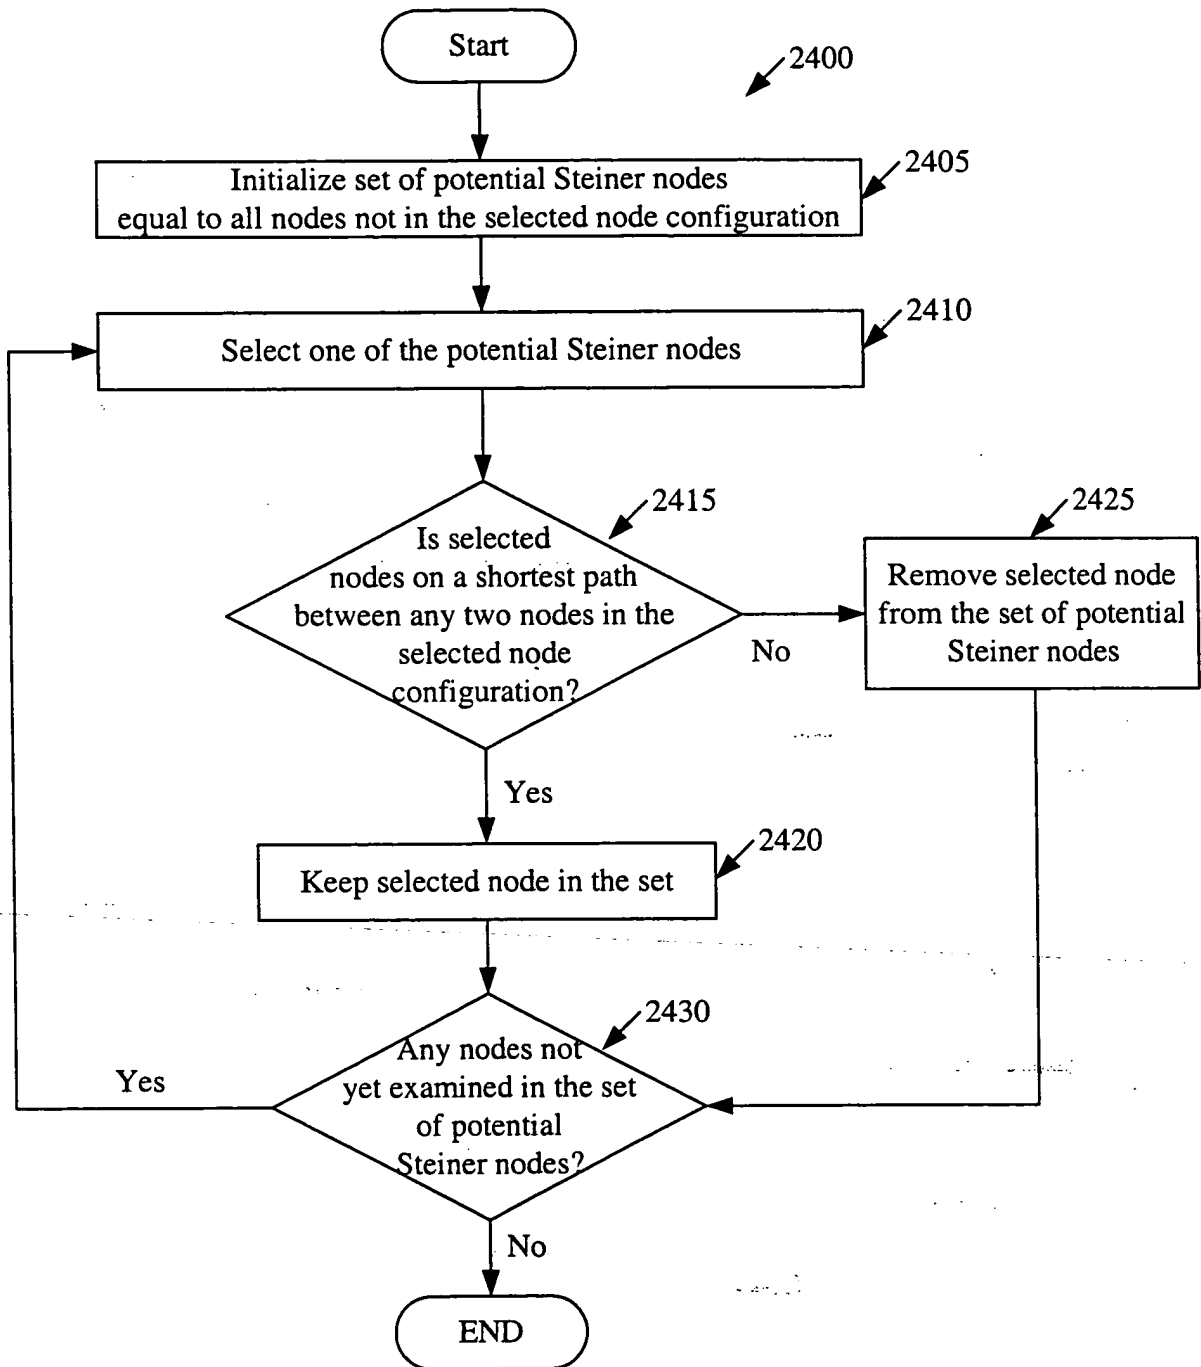 Start
2400
2405
Initialize set of potential Steiner nodes
equal to all nodes not in the selected node configuration
2410
Select one of the potential Steiner nodes
2415
2425
Is selected
nodes on a shortest path
between any two nodes in the
selected node
configuration?
Remove selected node
from the set of potential
Steiner nodes
No
Yes
2420
Keep selected node in the set
2430
Any nodes not
yet examined in the set
of potential
Steiner nodes?
Yes
No
END